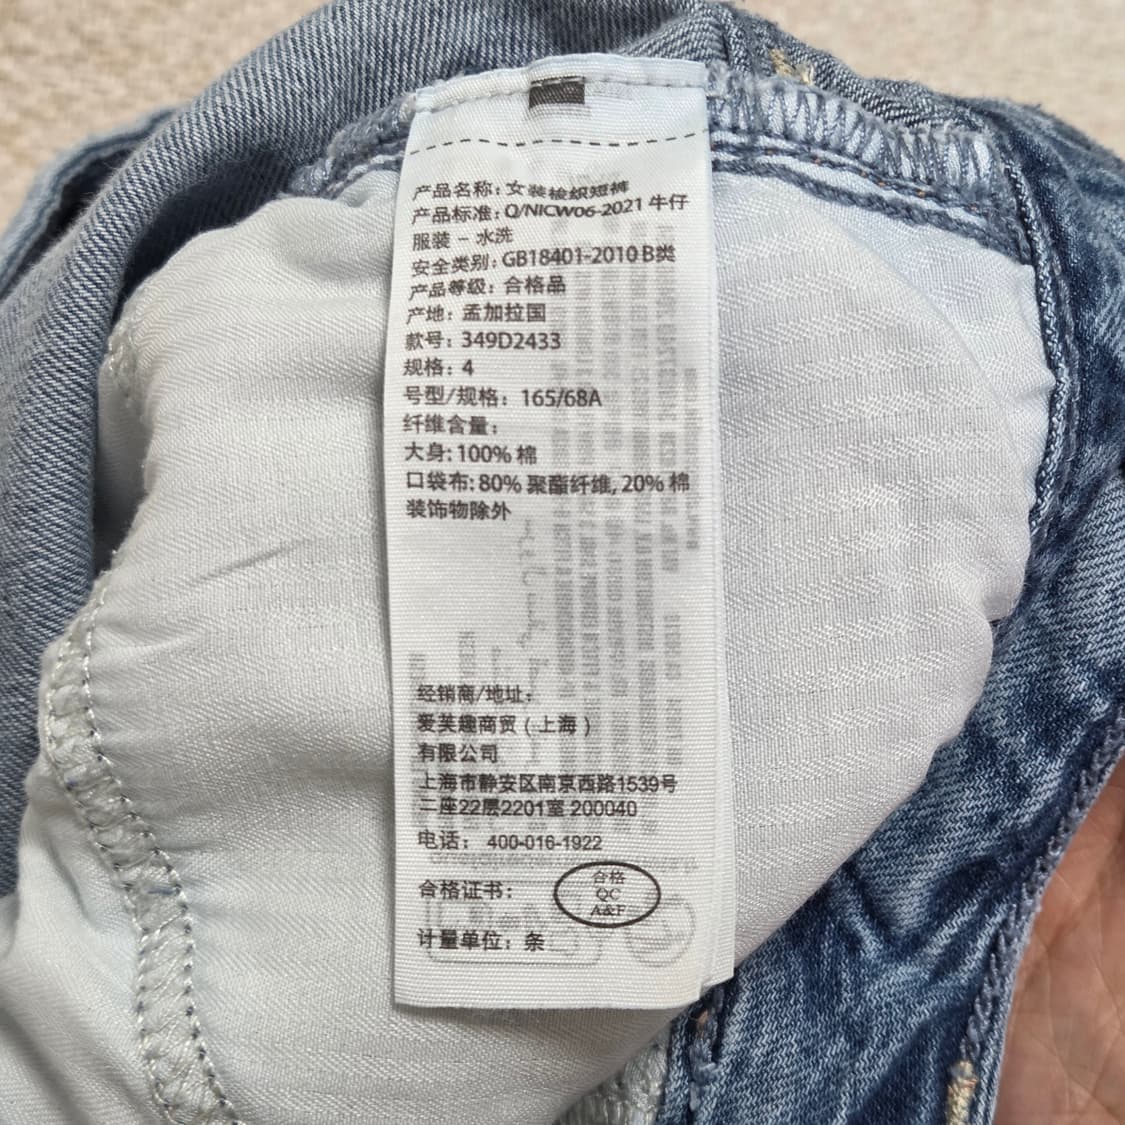 产品名称：女装梭织短裤
产品标准：Q/NICW06-2021 牛仔
服装 - 水洗
安全类别：GB18401-2010 B类
产品等级：合格品
产地：孟加拉国
款号：349D2433
规格：4
号型/规格：165/68A
纤维含量：
大身：100% 棉
口袋布：80% 聚酯纤维, 20% 棉
装饰物除外
经销商/地址：
爱芙趣商贸 ( 上海 )
有限公司
上海市静安区南京西路1539号
二座22层2201室 200040
电话： 400-016-1922
合格证书：
合格
QC
A&F
计量单位：条